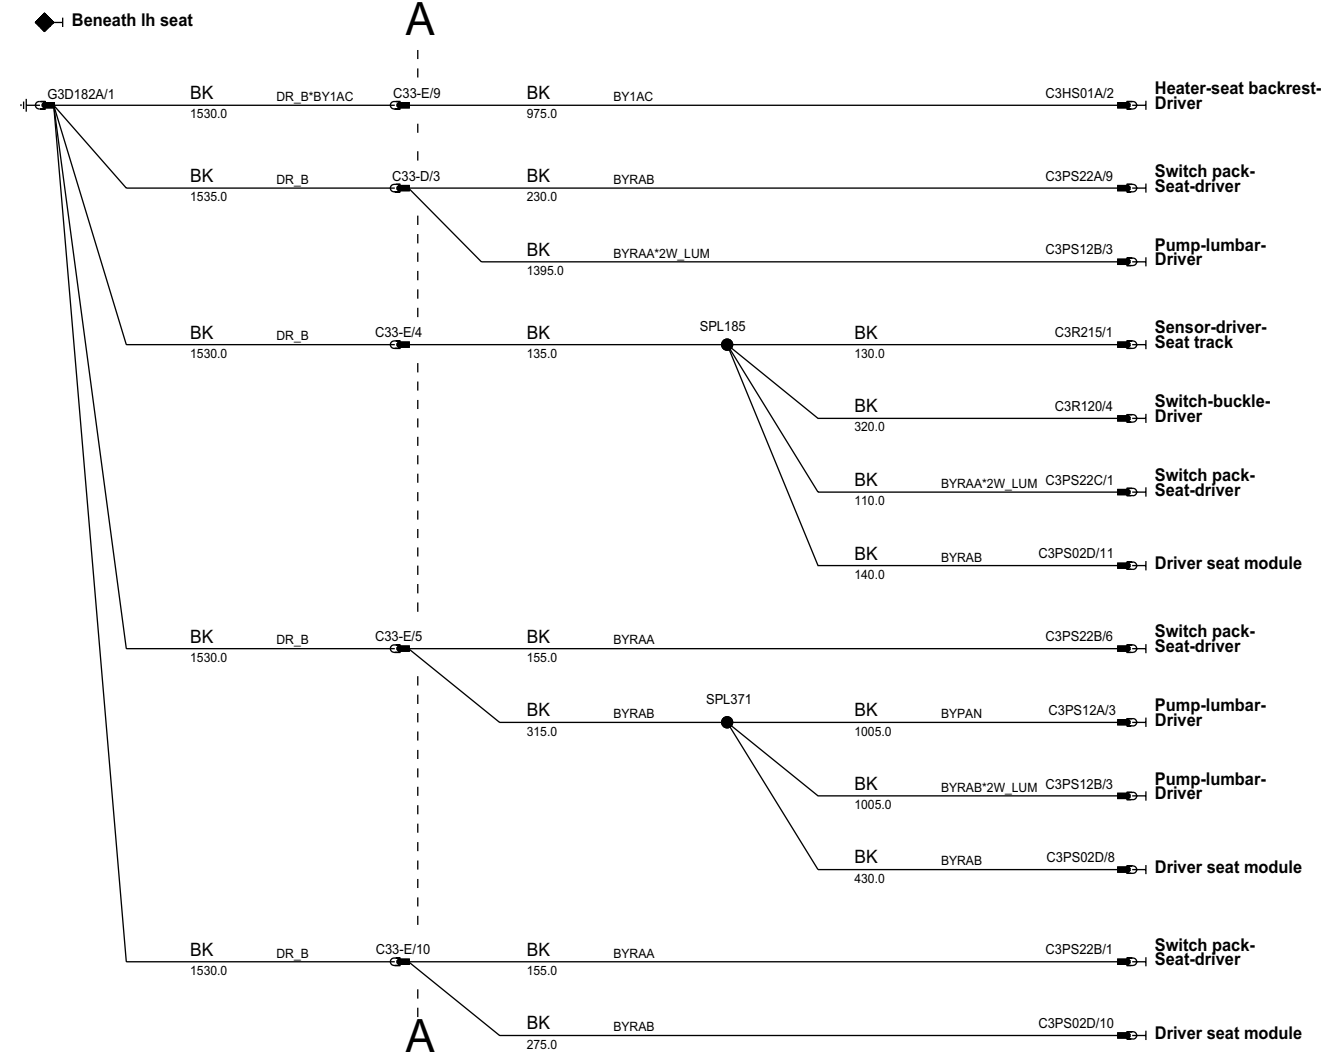 Beneath lh seat
A
G3D182A/1 BK DR_B*BY1AC C33-E/9 BK BY1AC C3HS01A/2 Heater-seat backrest-
Driver
1530.0 975.0
BK DR_B C33-D/3 BK BYRAB C3PS22A/9 Switch pack-
Seat-driver
1535.0 230.0
BK BYRAA*2W_LUM C3PS12B/3 Pump-lumbar-
Driver
1395.0
SPL185
BK DR_B C33-E/4 BK BK C3R215/1 Sensor-driver-
Seat track
1530.0 135.0 130.0
BK C3R120/4 Switch-buckle-
Driver
320.0
BK BYRAA*2W_LUM C3PS22C/1 Switch pack-
Seat-driver
110.0
BK BYRAB C3PS02D/11 Driver seat module
140.0
BK DR_B C33-E/5 BK BYRAA C3PS22B/6 Switch pack-
Seat-driver
1530.0 155.0
SPL371
BK BYRAB BK BYPAN C3PS12A/3 Pump-lumbar-
Driver
315.0 1005.0
BK BYRAB*2W_LUM C3PS12B/3 Pump-lumbar-
Driver
1005.0
BK BYRAB C3PS02D/8 Driver seat module
430.0
BK DR_B C33-E/10 BK BYRAA C3PS22B/1 Switch pack-
Seat-driver
1530.0 155.0
BK BYRAB C3PS02D/10 Driver seat module
275.0
A